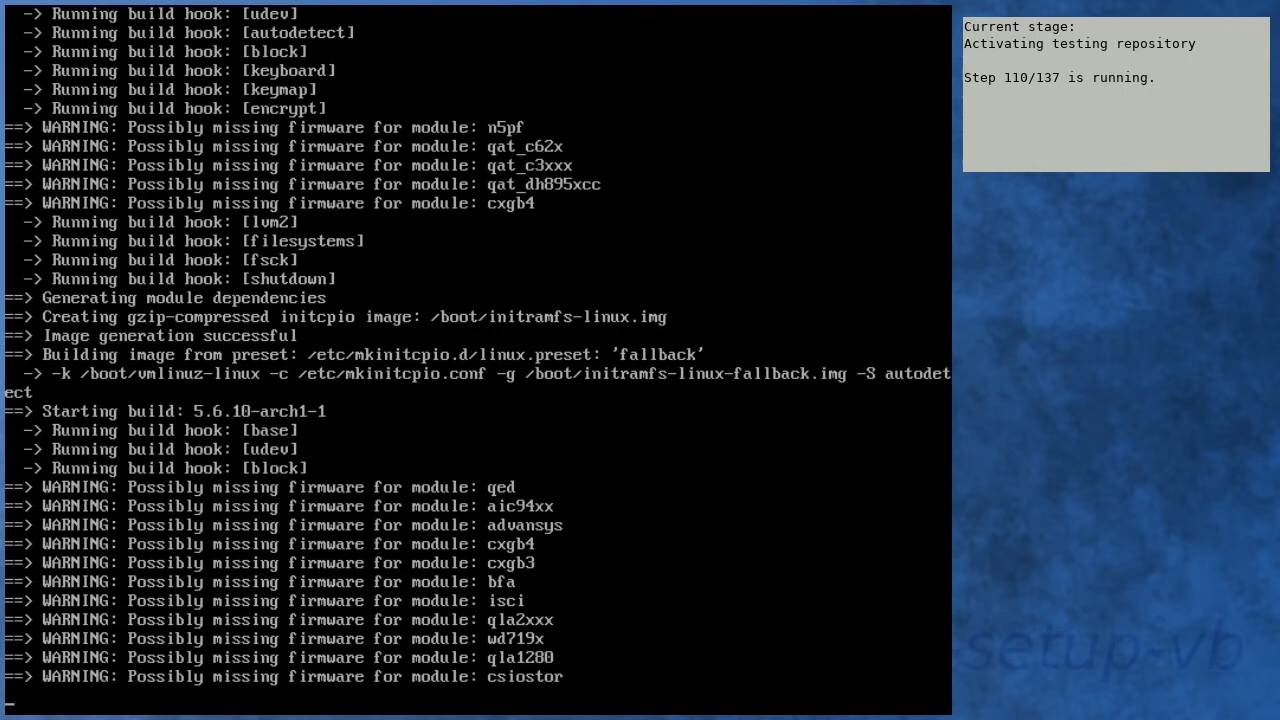 -> Running build hook: [udev]
  -> Running build hook: [autodetect]
  -> Running build hook: [block]
  -> Running build hook: [keyboard]
  -> Running build hook: [keymap]
  -> Running build hook: [encrypt]
==> WARNING: Possibly missing firmware for module: n5pf
==> WARNING: Possibly missing firmware for module: qat_c62x
==> WARNING: Possibly missing firmware for module: qat_c3xxx
==> WARNING: Possibly missing firmware for module: qat_dh895xcc
==> WARNING: Possibly missing firmware for module: cxgb4
  -> Running build hook: [lvm2]
  -> Running build hook: [filesystems]
  -> Running build hook: [fsck]
  -> Running build hook: [shutdown]
==> Generating module dependencies
==> Creating gzip-compressed initcpio image: /boot/initramfs-linux.img
==> Image generation successful
==> Building image from preset: /etc/mkinitcpio.d/linux.preset: 'fallback'
  -> -k /boot/vmlinuz-linux -c /etc/mkinitcpio.conf -g /boot/initramfs-linux-fallback.img -S autodet
ect
==> Starting build: 5.6.10-arch1-1
  -> Running build hook: [base]
  -> Running build hook: [udev]
  -> Running build hook: [block]
==> WARNING: Possibly missing firmware for module: qed
==> WARNING: Possibly missing firmware for module: aic94xx
==> WARNING: Possibly missing firmware for module: advansys
==> WARNING: Possibly missing firmware for module: cxgb4
==> WARNING: Possibly missing firmware for module: cxgb3
==> WARNING: Possibly missing firmware for module: bfa
==> WARNING: Possibly missing firmware for module: isci
==> WARNING: Possibly missing firmware for module: qla2xxx
==> WARNING: Possibly missing firmware for module: wd719x
==> WARNING: Possibly missing firmware for module: qla1280
==> WARNING: Possibly missing firmware for module: csiostor
_
Current stage:
Activating testing repository
Step 110/137 is running.
-setup-vb